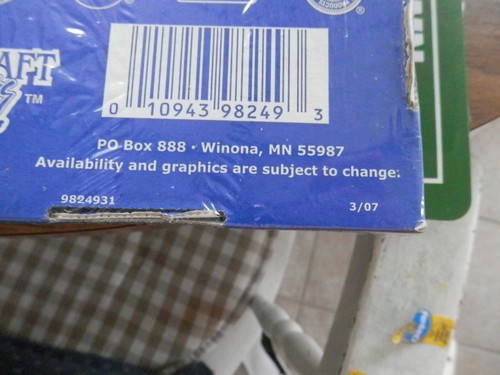 AFT
TM
PRODUCTS
®
0 10943 98249 3
PO Box 888 · Winona, MN 55987
Availability and graphics are subject to change.
9824931
3/07